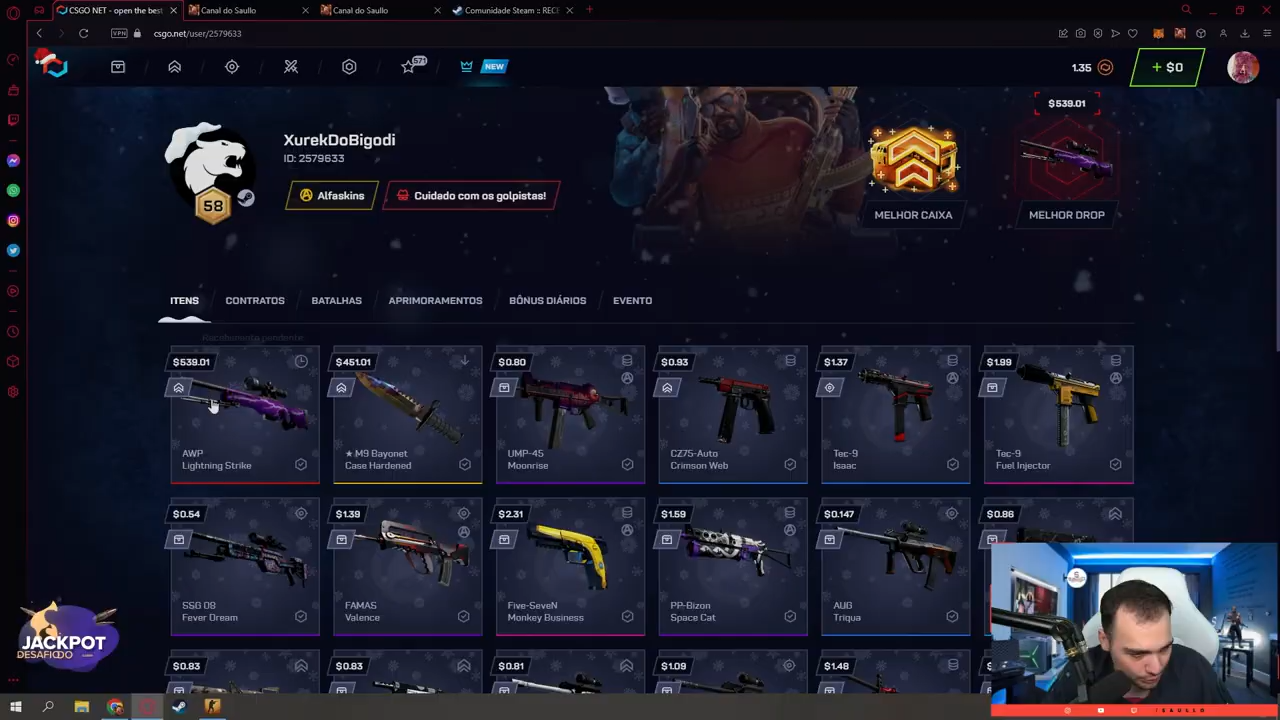 CSGO NET - open the best
Canal do Saullo
Canal do Saullo
Comunidade Steam :: RECE
VPN
csgo.net/user/2579633
571
NEW
1.35
+ $0
XurekDoBigodi
ID: 2579633
58
Alfaskins
Cuidado com os golpistas!
MELHOR CAIXA
$539.01
MELHOR DROP
ITENS
CONTRATOS
BATALHAS
APRIMORAMENTOS
BÔNUS DIÁRIOS
EVENTO
Recebimento pendente
$539.01
AWP
Lightning Strike
$451.01
★ M9 Bayonet
Case Hardened
$0.80
UMP-45
Moonrise
$0.93
CZ75-Auto
Crimson Web
$1.37
Tec-9
Isaac
$1.99
Tec-9
Fuel Injector
$0.54
SSG 08
Fever Dream
$1.39
FAMAS
Valence
$2.31
Five-SeveN
Monkey Business
$1.59
PP-Bizon
Space Cat
$0.147
AUG
Triqua
$0.86
$0.83
$0.83
$0.81
$1.09
$1.48
JACKPOT
DESAFIODO